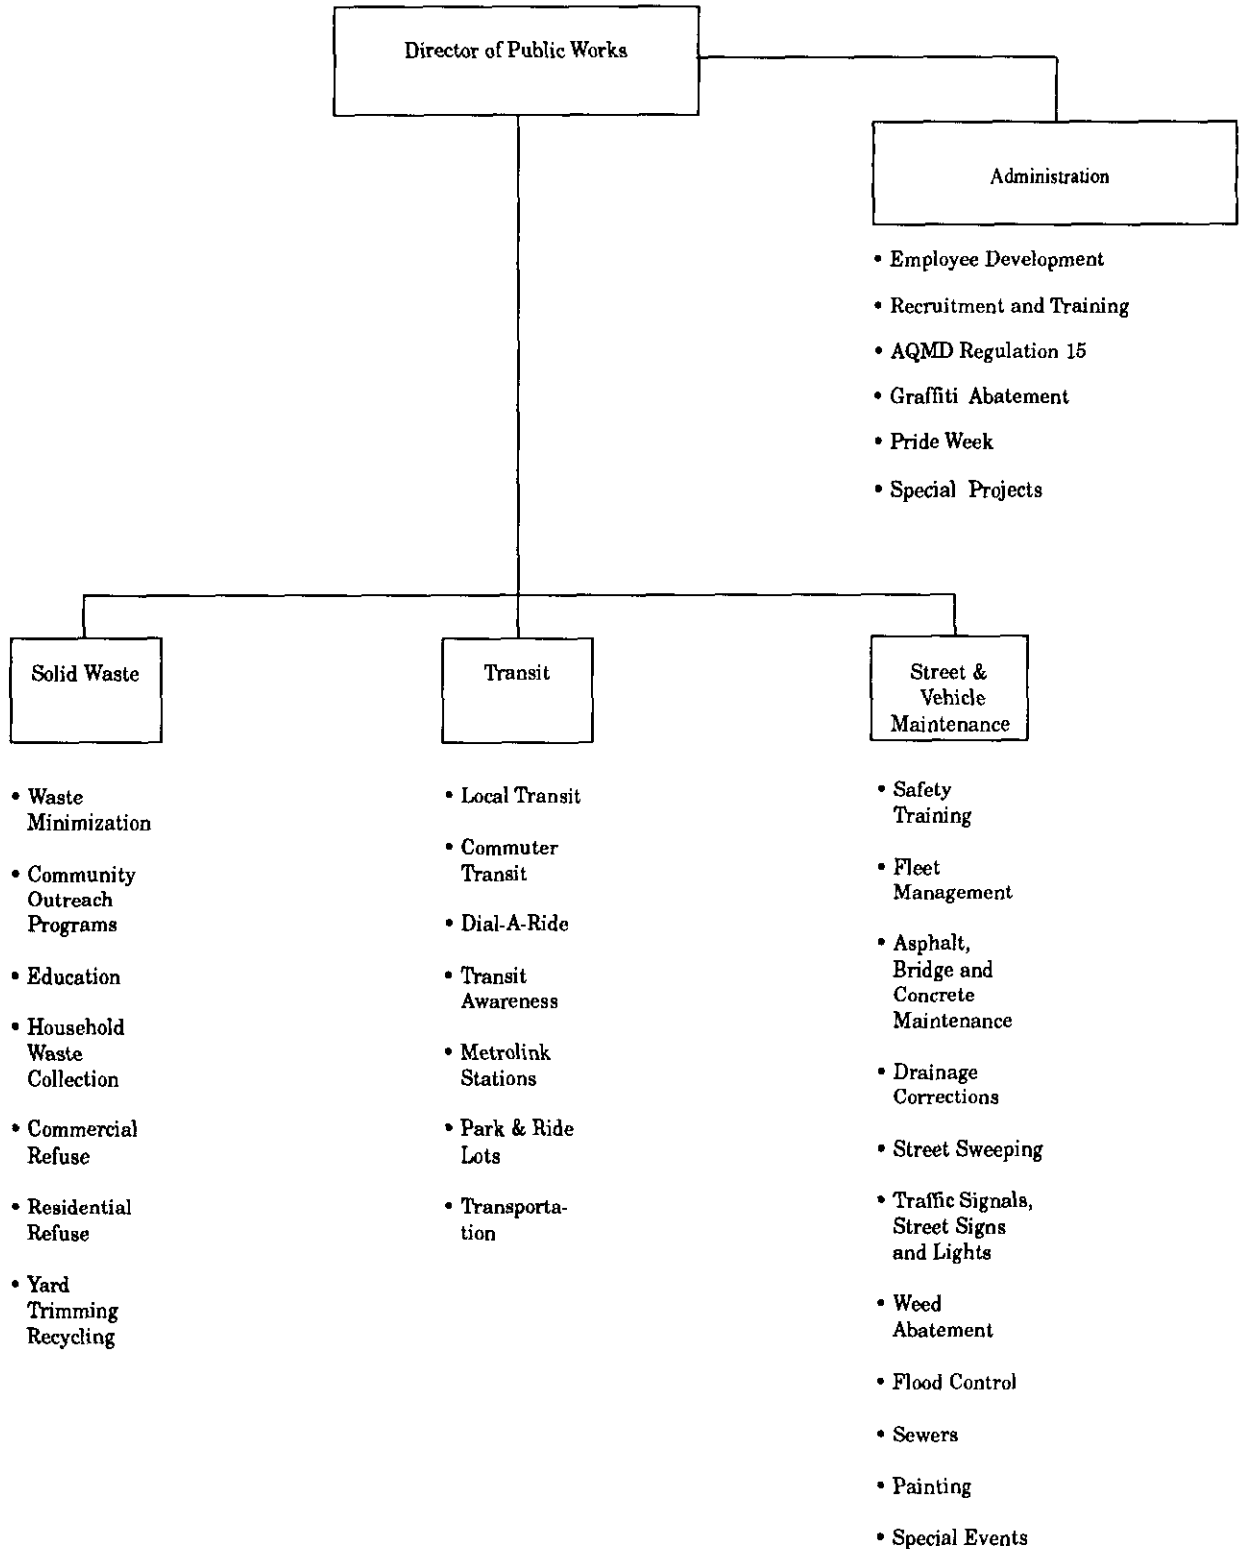 Director of Public Works
Administration
• Employee Development
• Recruitment and Training
• AQMD Regulation 15
• Graffiti Abatement
• Pride Week
• Special Projects
Solid Waste
• Waste
Minimization
• Community
Outreach
Programs
• Education
• Household
Waste
Collection
• Commercial
Refuse
• Residential
Refuse
• Yard
Trimming
Recycling
Transit
• Local Transit
• Commuter
Transit
• Dial-A-Ride
• Transit
Awareness
• Metrolink
Stations
• Park & Ride
Lots
• Transporta-
tion
Street &
Vehicle
Maintenance
• Safety
Training
• Fleet
Management
• Asphalt,
Bridge and
Concrete
Maintenance
• Drainage
Corrections
• Street Sweeping
• Traffic Signals,
Street Signs
and Lights
• Weed
Abatement
• Flood Control
• Sewers
• Painting
• Special Events